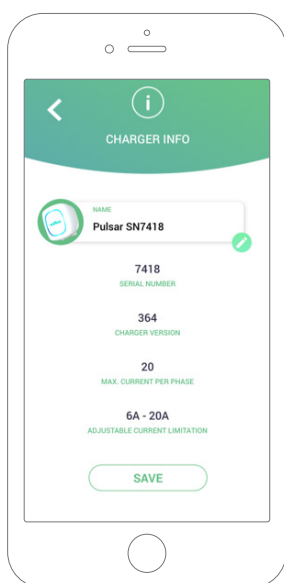 CHARGER INFO
NAME
Pulsar SN7418
7418
SERIAL NUMBER
364
CHARGER VERSION
20
MAX. CURRENT PER PHASE
6A - 20A
ADJUSTABLE CURRENT LIMITATION
SAVE